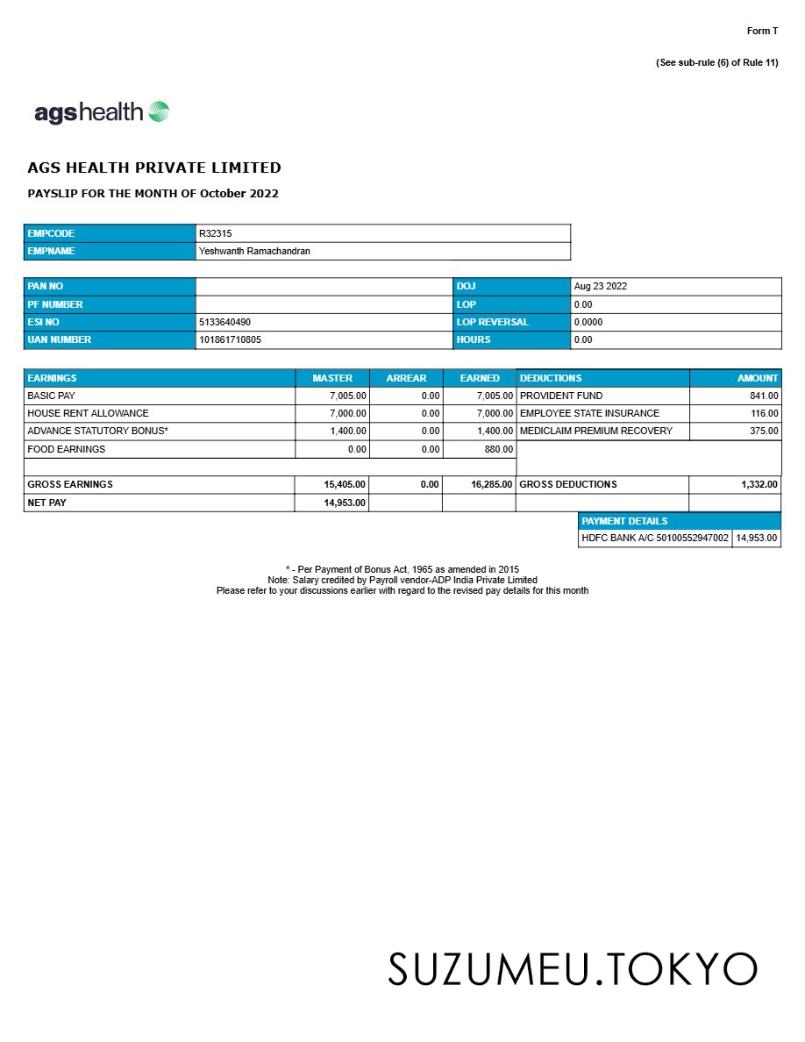 Form T
(See sub-rule (6) of Rule 11)
agshealth
AGS HEALTH PRIVATE LIMITED
PAYSLIP FOR THE MONTH OF October 2022
EMPCODE R32315
EMPNAME Yeshwanth Ramachandran
PAN NO DOJ Aug 23 2022
PF NUMBER LOP 0.00
ESI NO 5133640490 LOP REVERSAL 0.0000
UAN NUMBER 101861710805 HOURS 0.00
EARNINGS MASTER ARREAR EARNED DEDUCTIONS AMOUNT
BASIC PAY 7,005.00 0.00 7,005.00 PROVIDENT FUND 841.00
HOUSE RENT ALLOWANCE 7,000.00 0.00 7,000.00 EMPLOYEE STATE INSURANCE 116.00
ADVANCE STATUTORY BONUS* 1,400.00 0.00 1,400.00 MEDICLAIM PREMIUM RECOVERY 375.00
FOOD EARNINGS 0.00 0.00 880.00
GROSS EARNINGS 15,405.00 0.00 16,285.00 GROSS DEDUCTIONS 1,332.00
NET PAY 14,953.00
PAYMENT DETAILS
HDFC BANK A/C 50100552947002 14,953.00
* - Per Payment of Bonus Act, 1965 as amended in 2015
Note: Salary credited by Payroll vendor-ADP India Private Limited
Please refer to your discussions earlier with regard to the revised pay details for this month
SUZUMEU.TOKYO